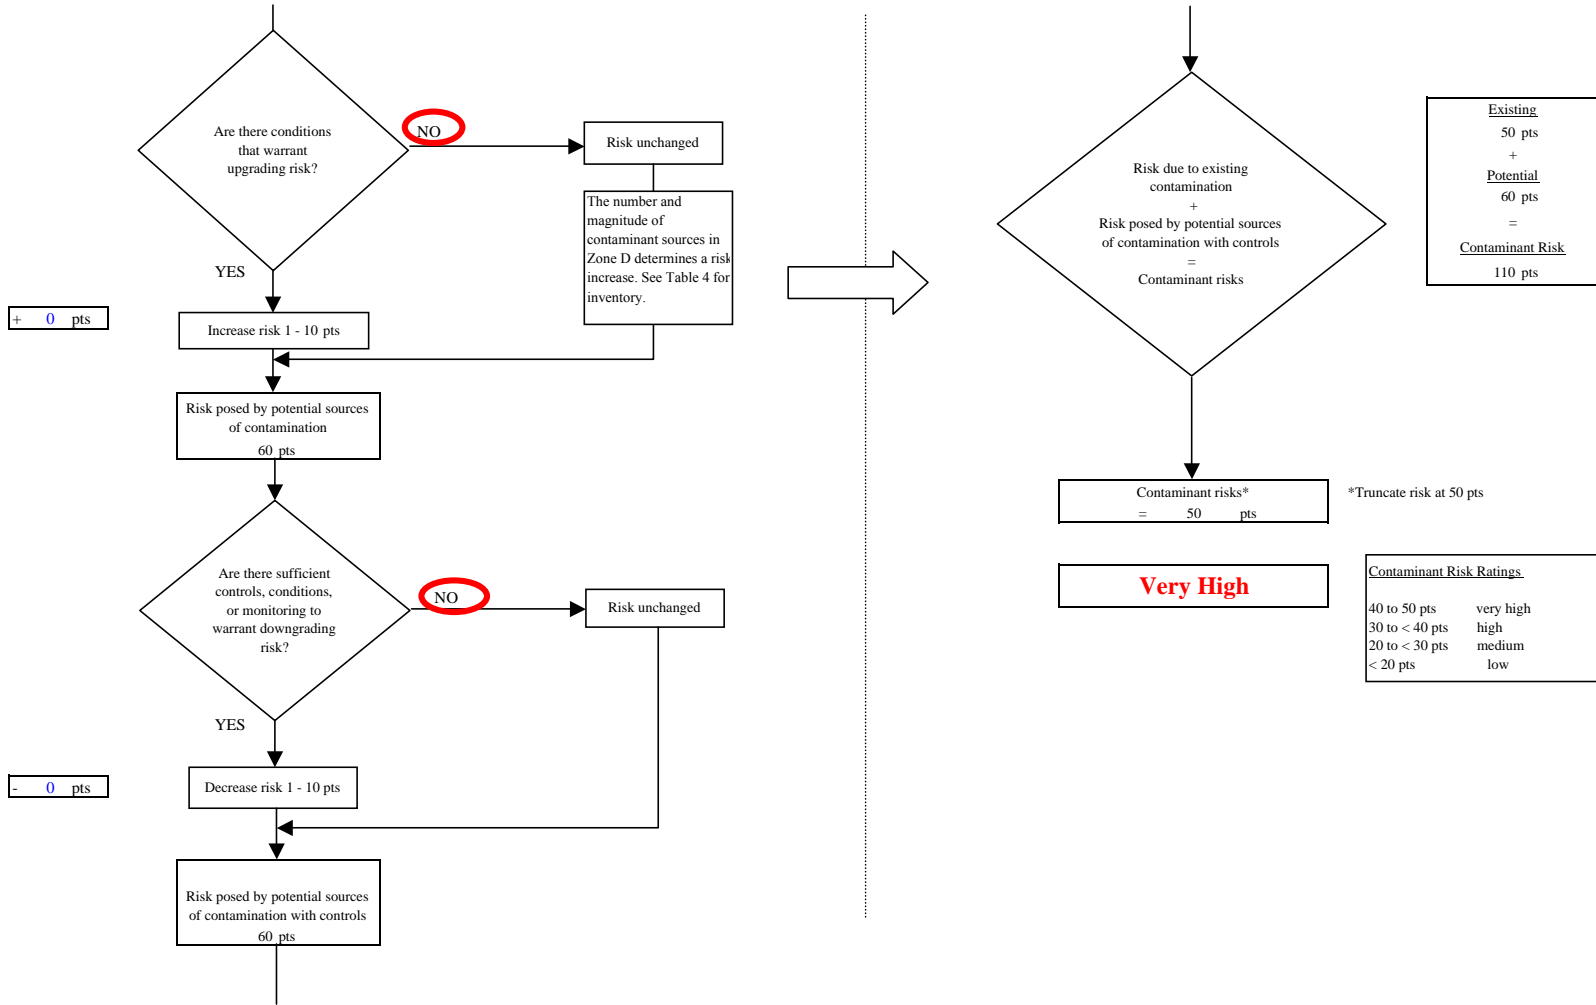 Are there conditions
that warrant
upgrading risk?
NO
Risk unchanged
The number and
magnitude of
contaminant sources in
Zone D determines a risk
increase. See Table 4 for
inventory.
YES
+ 0 pts
Increase risk 1 - 10 pts
Risk posed by potential sources
of contamination
60 pts
Are there sufficient
controls, conditions,
or monitoring to
warrant downgrading
risk?
NO
Risk unchanged
YES
- 0 pts
Decrease risk 1 - 10 pts
Risk posed by potential sources
of contamination with controls
60 pts
Risk due to existing
contamination
+
Risk posed by potential sources
of contamination with controls
=
Contaminant risks
Existing
50 pts
+
Potential
60 pts
=
Contaminant Risk
110 pts
Contaminant risks*
= 50 pts
*Truncate risk at 50 pts
Very High
Contaminant Risk Ratings
40 to 50 pts very high
30 to < 40 pts high
20 to < 30 pts medium
< 20 pts low